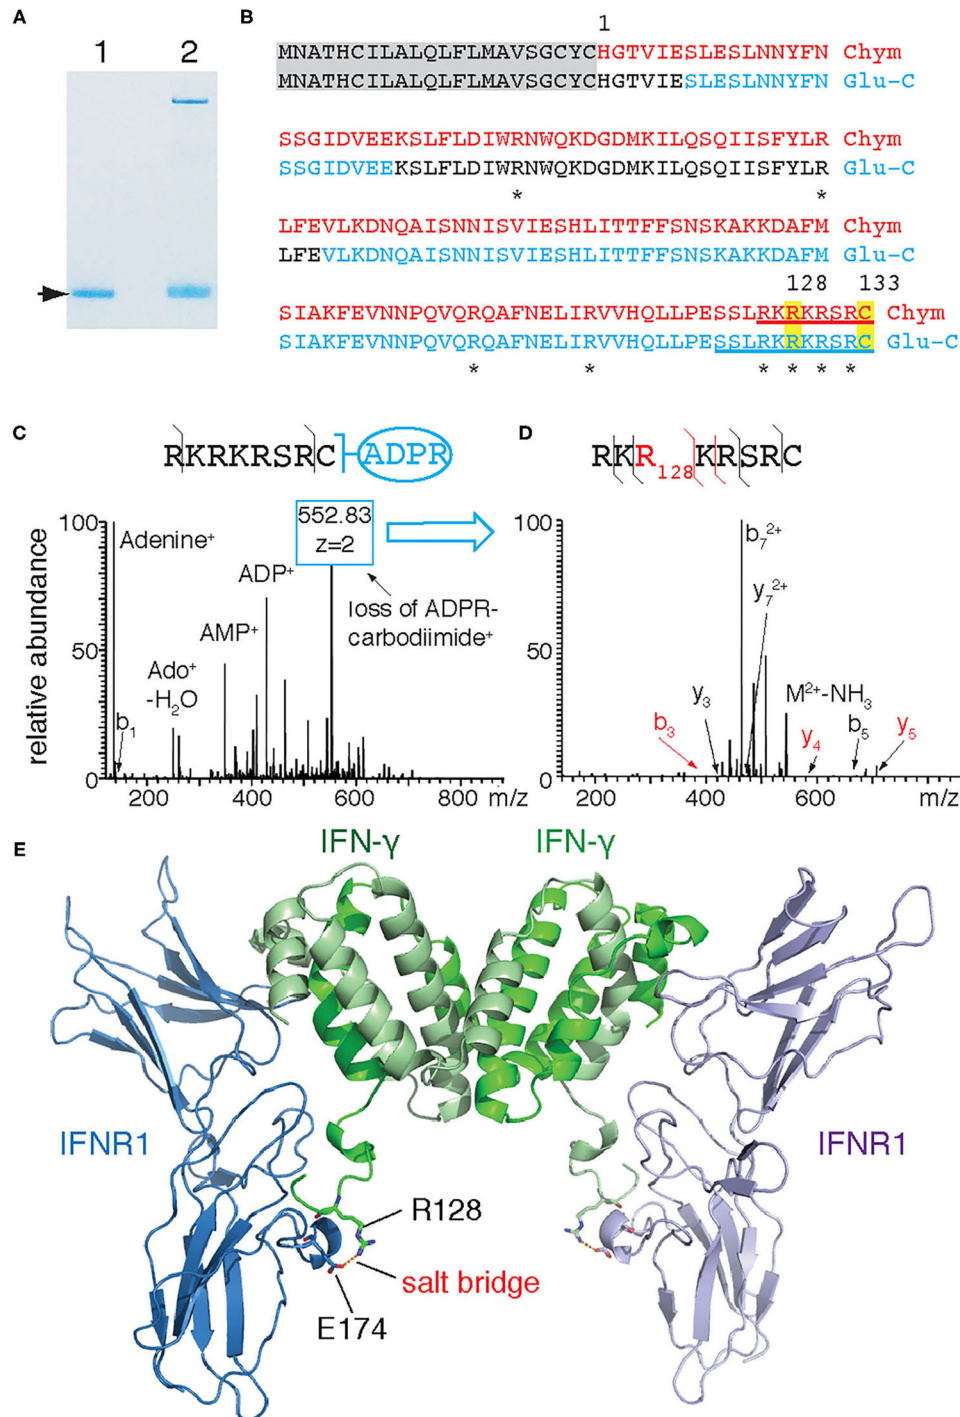 A
1 2
B
1
MNATHCILALQLFLMAVSGCYCHGTVIESLESLNNYFN Chym
MNATHCILALQLFLMAVSGCYCHGTVIESLESLNNYFN Glu-C
SSGIDVEEKSLFLDIWRNWQKDGDMKILQSQIISFYLR Chym
SSGIDVEEKSLFLDIWRNWQKDGDMKILQSQIISFYLR Glu-C
* *
LFEVLKDNQAISNNISVIESHLITTFFSNSKAKKDAFM Chym
LFEVLKDNQAISNNISVIESHLITTFFSNSKAKKDAFM Glu-C
128 133
SIAKFEVNNPQVQRQAFNELIRVVHQLLPESSLRKRKRSRC Chym
SIAKFEVNNPQVQRQAFNELIRVVHQLLPESSLRKRKRSRC Glu-C
* * * * * *
C
RKRKRSRC ADPR
relative abundance
100
50
0
Adenine⁺
b₁
Ado⁺
-H₂O
AMP⁺
ADP⁺
552.83
z=2
loss of ADPR-
carbodiimide⁺
200 400 600 800 m/z
D
RKR₁₂₈KRSRC
100
50
0
b₇²⁺
y₇²⁺
y₃
M²⁺-NH₃
b₃
y₄
b₅
y₅
400 600 800 m/z
E
IFN-γ IFN-γ
IFNR1 IFNR1
R128
salt bridge
E174